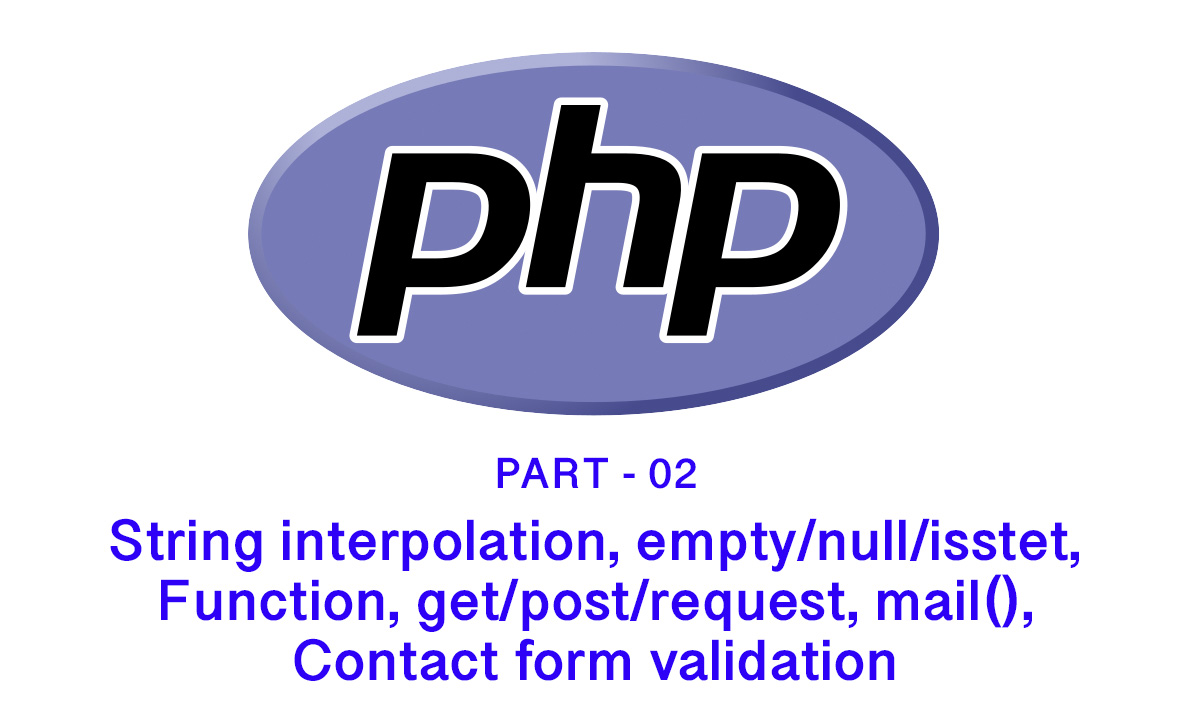 php
PART - 02
String interpolation, empty/null/isstet,
Function, get/post/request, mail(),
Contact form validation